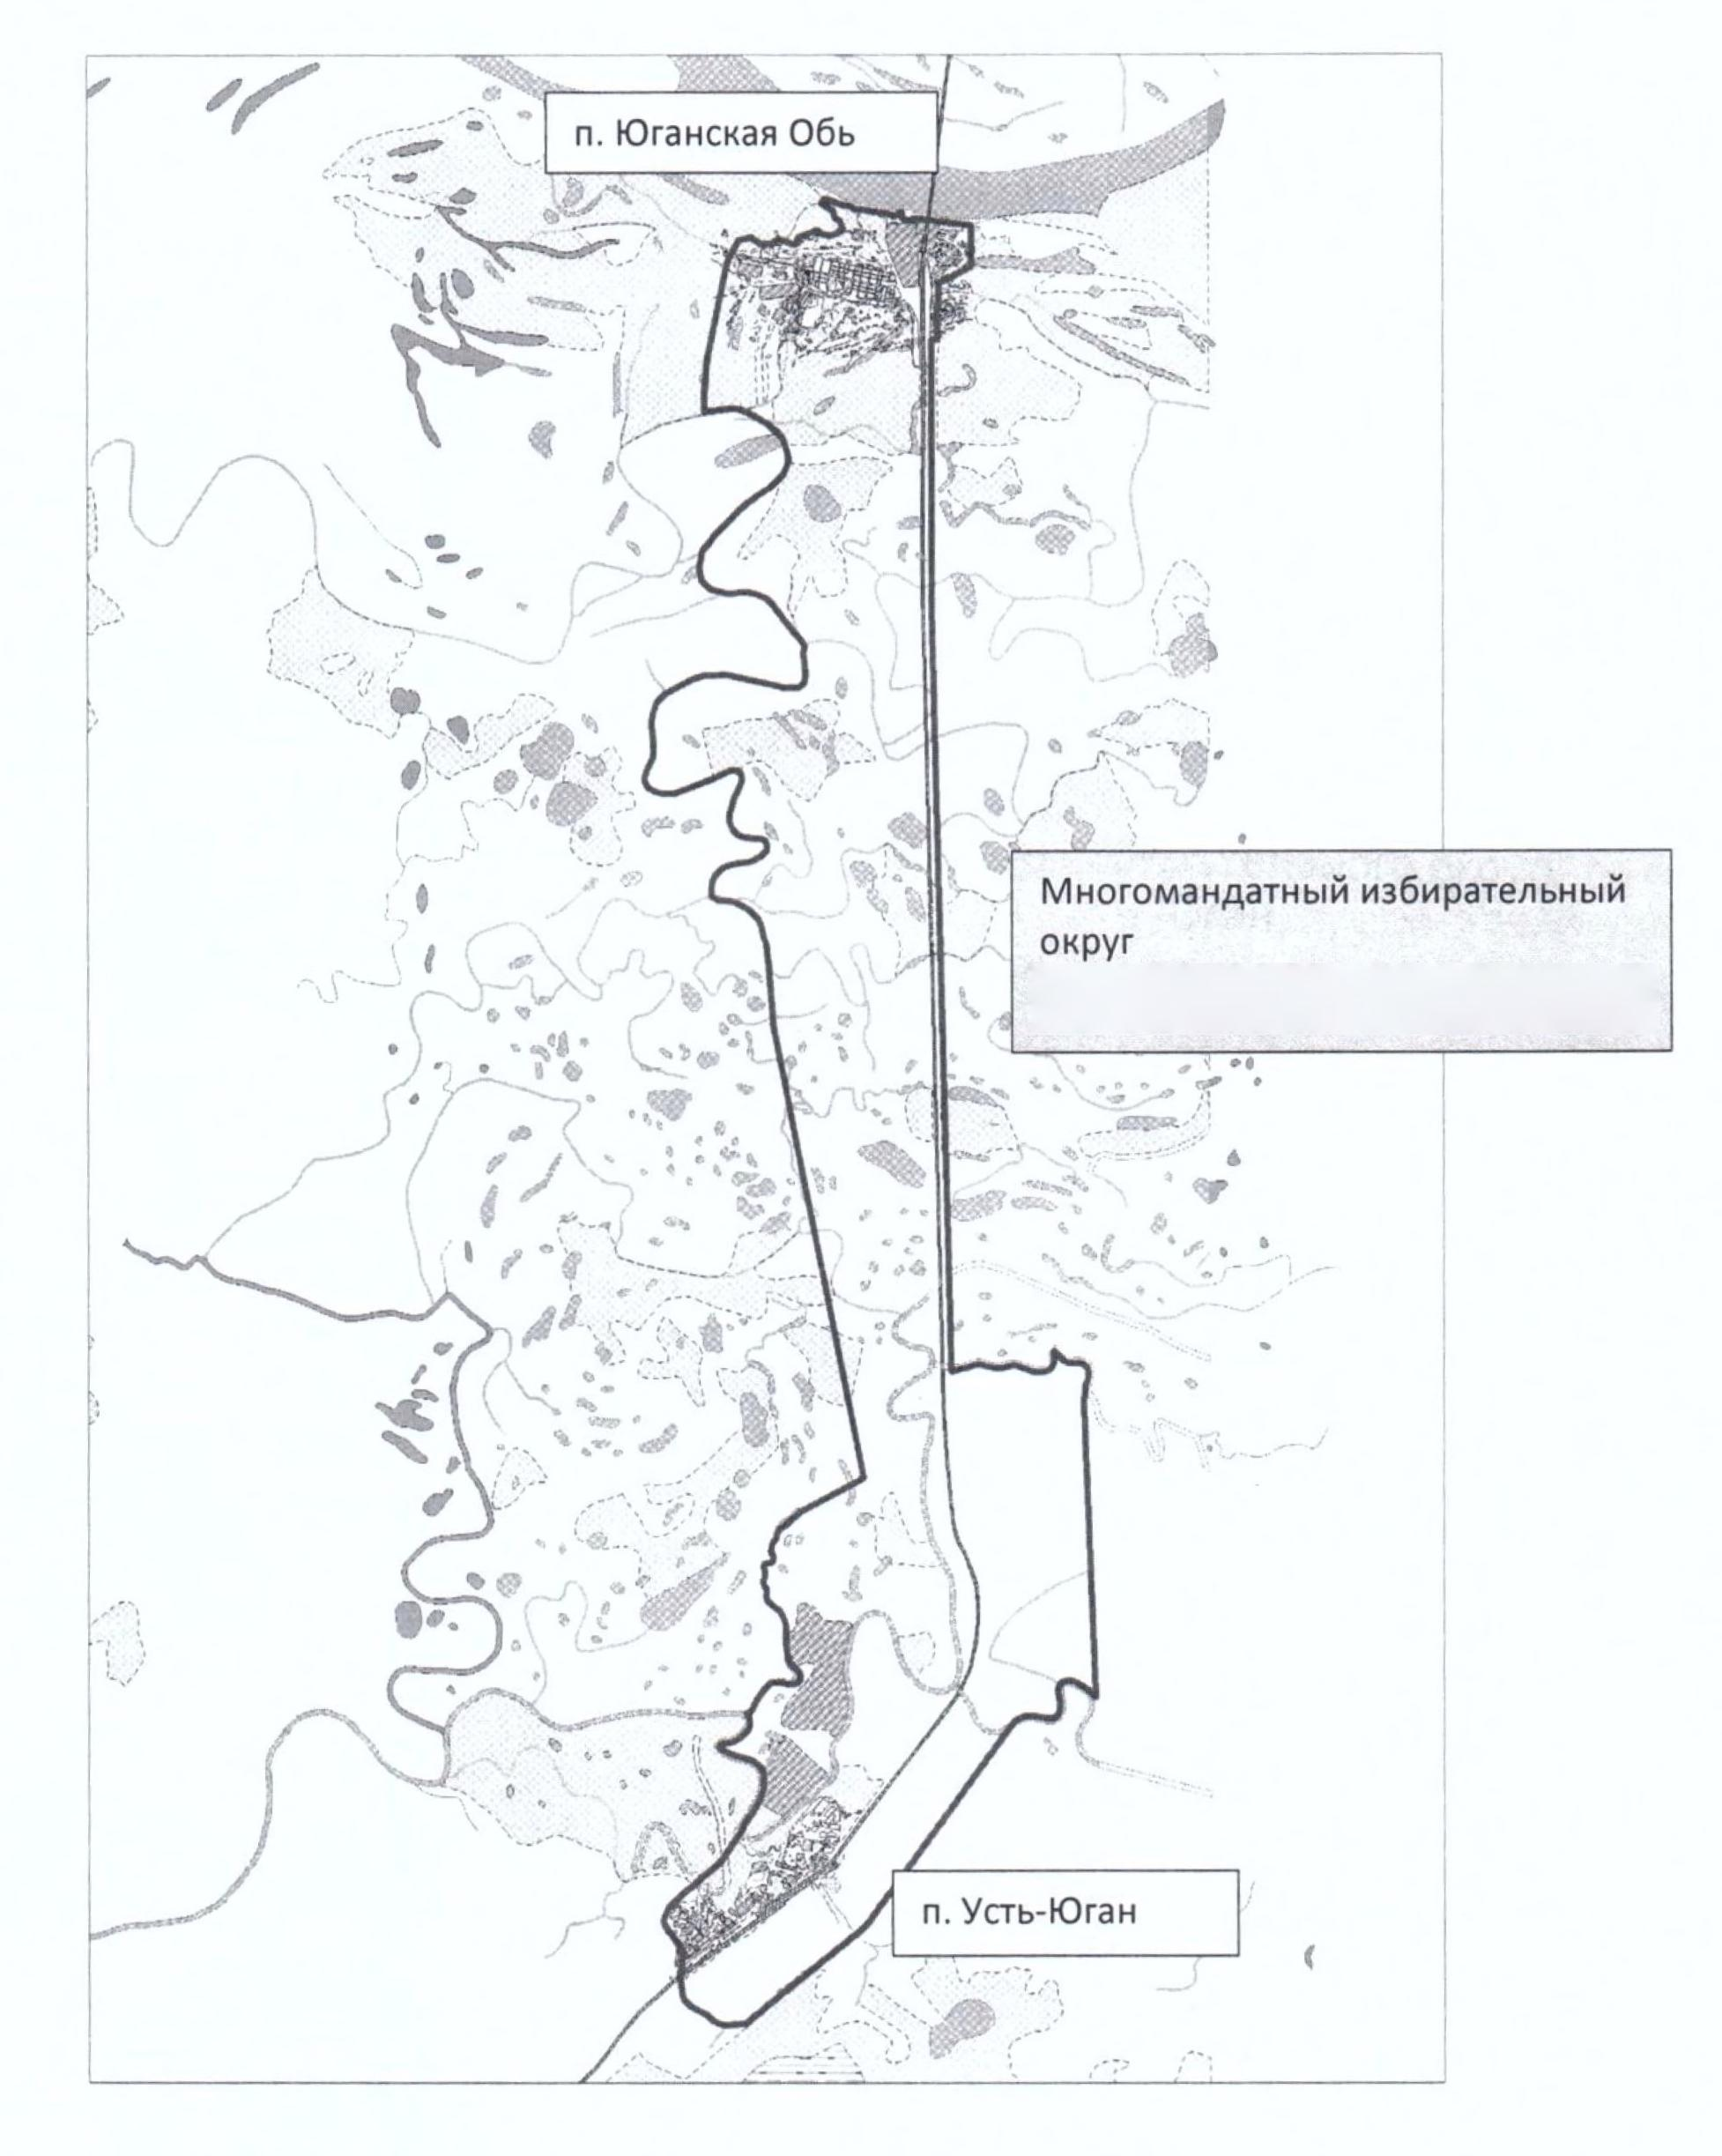 п. Юганская Обь
Многомандатный избирательный
округ
п. Усть-Юган